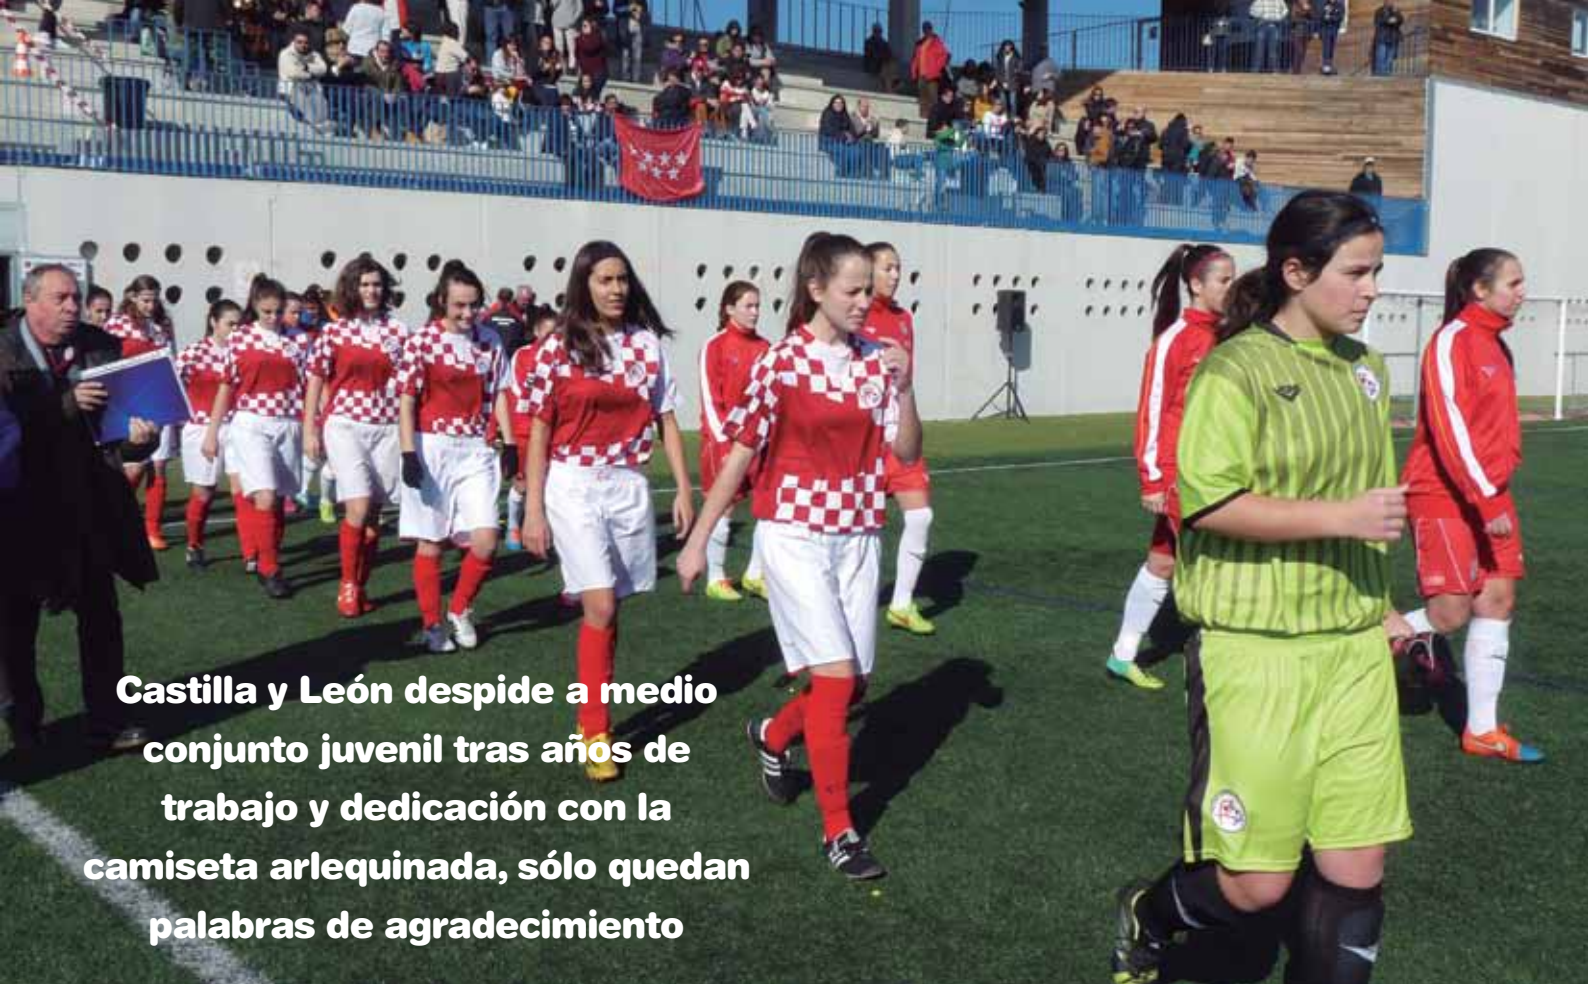 Castilla y León despide a medio
conjunto juvenil tras años de
trabajo y dedicación con la
camiseta arlequinada, sólo quedan
palabras de agradecimiento